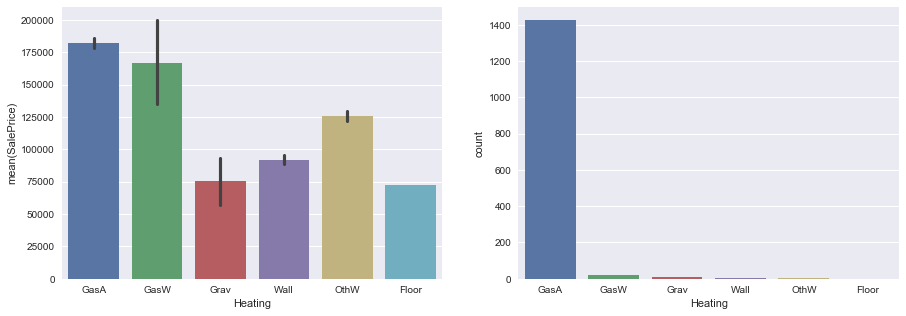 200000
175000
150000
125000
100000
75000
50000
25000
0
mean(SalePrice)
GasA GasW Grav Wall OthW Floor
Heating
1400
1200
1000
800
600
400
200
0
count
GasA GasW Grav Wall OthW Floor
Heating